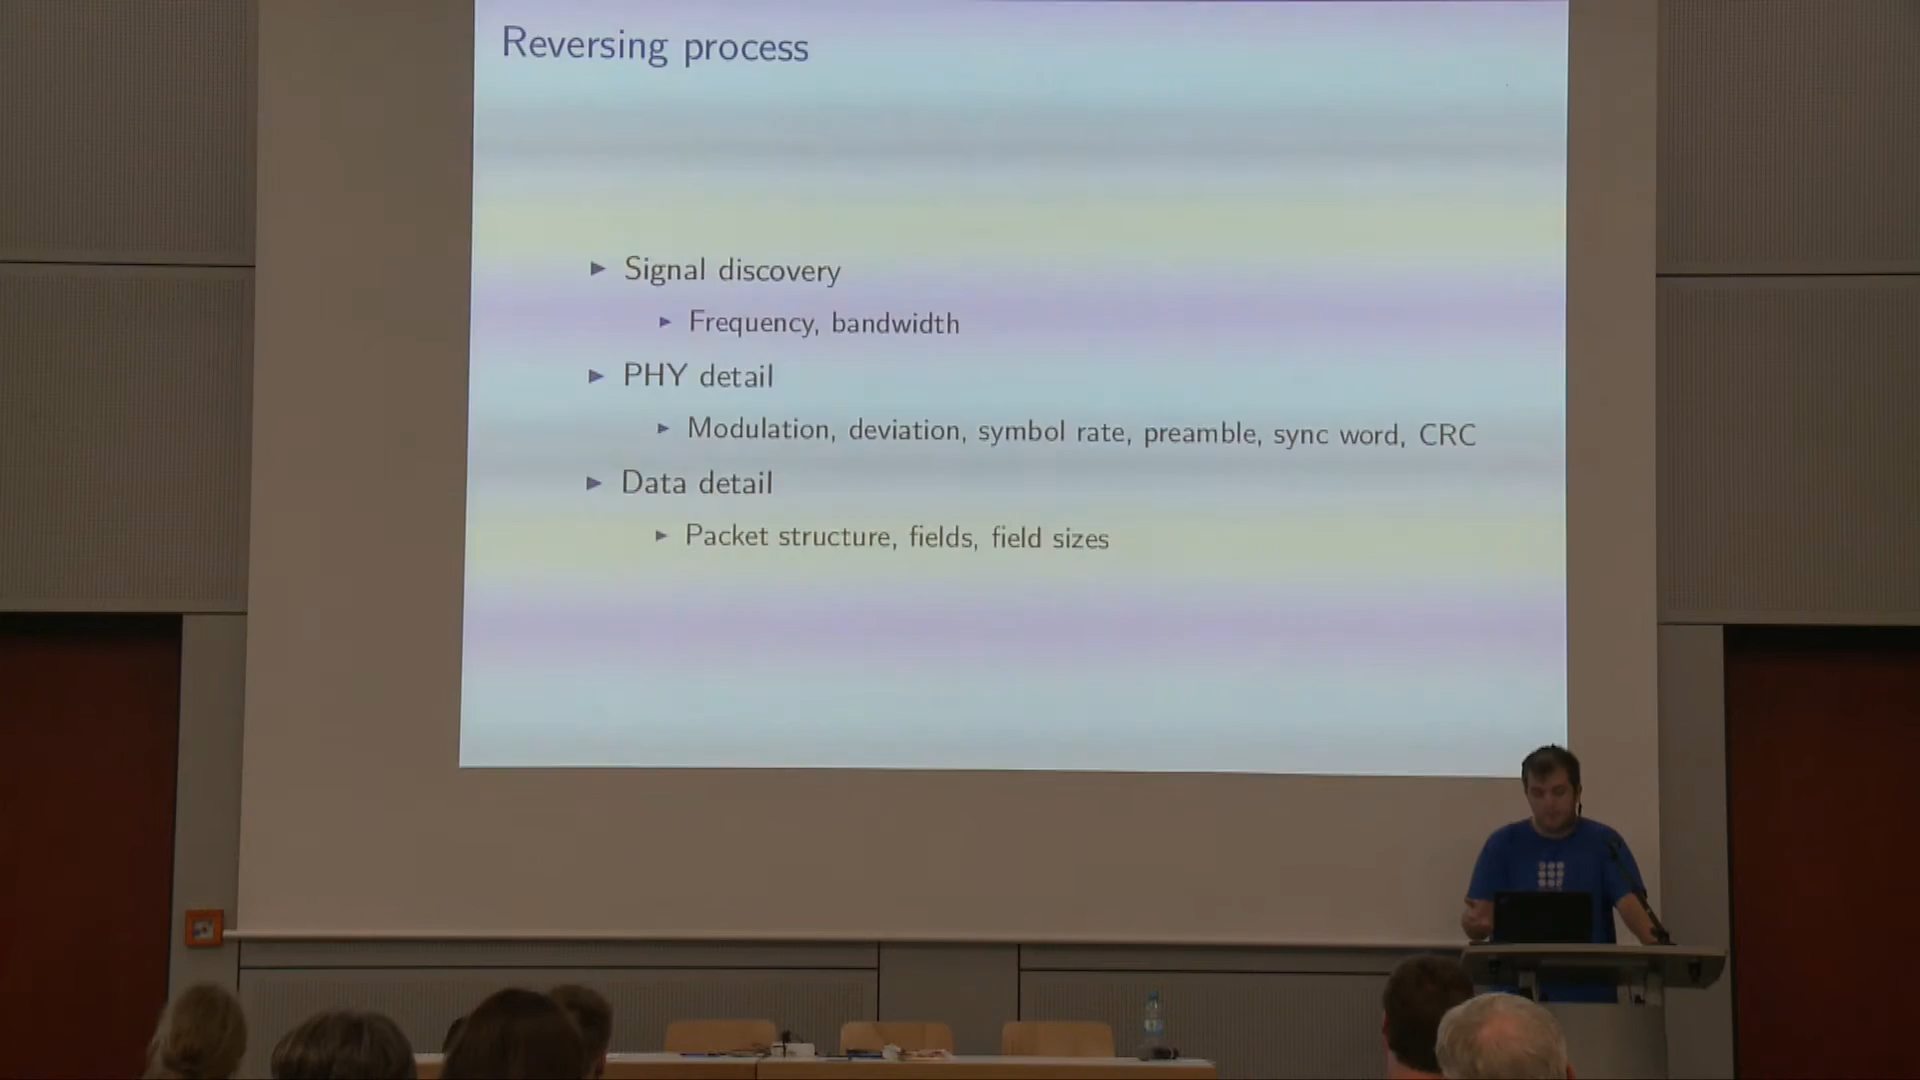 Reversing process
Signal discovery
Frequency, bandwidth
PHY detail
Modulation, deviation, symbol rate, preamble, sync word, CRC
Data detail
Packet structure, fields, field sizes